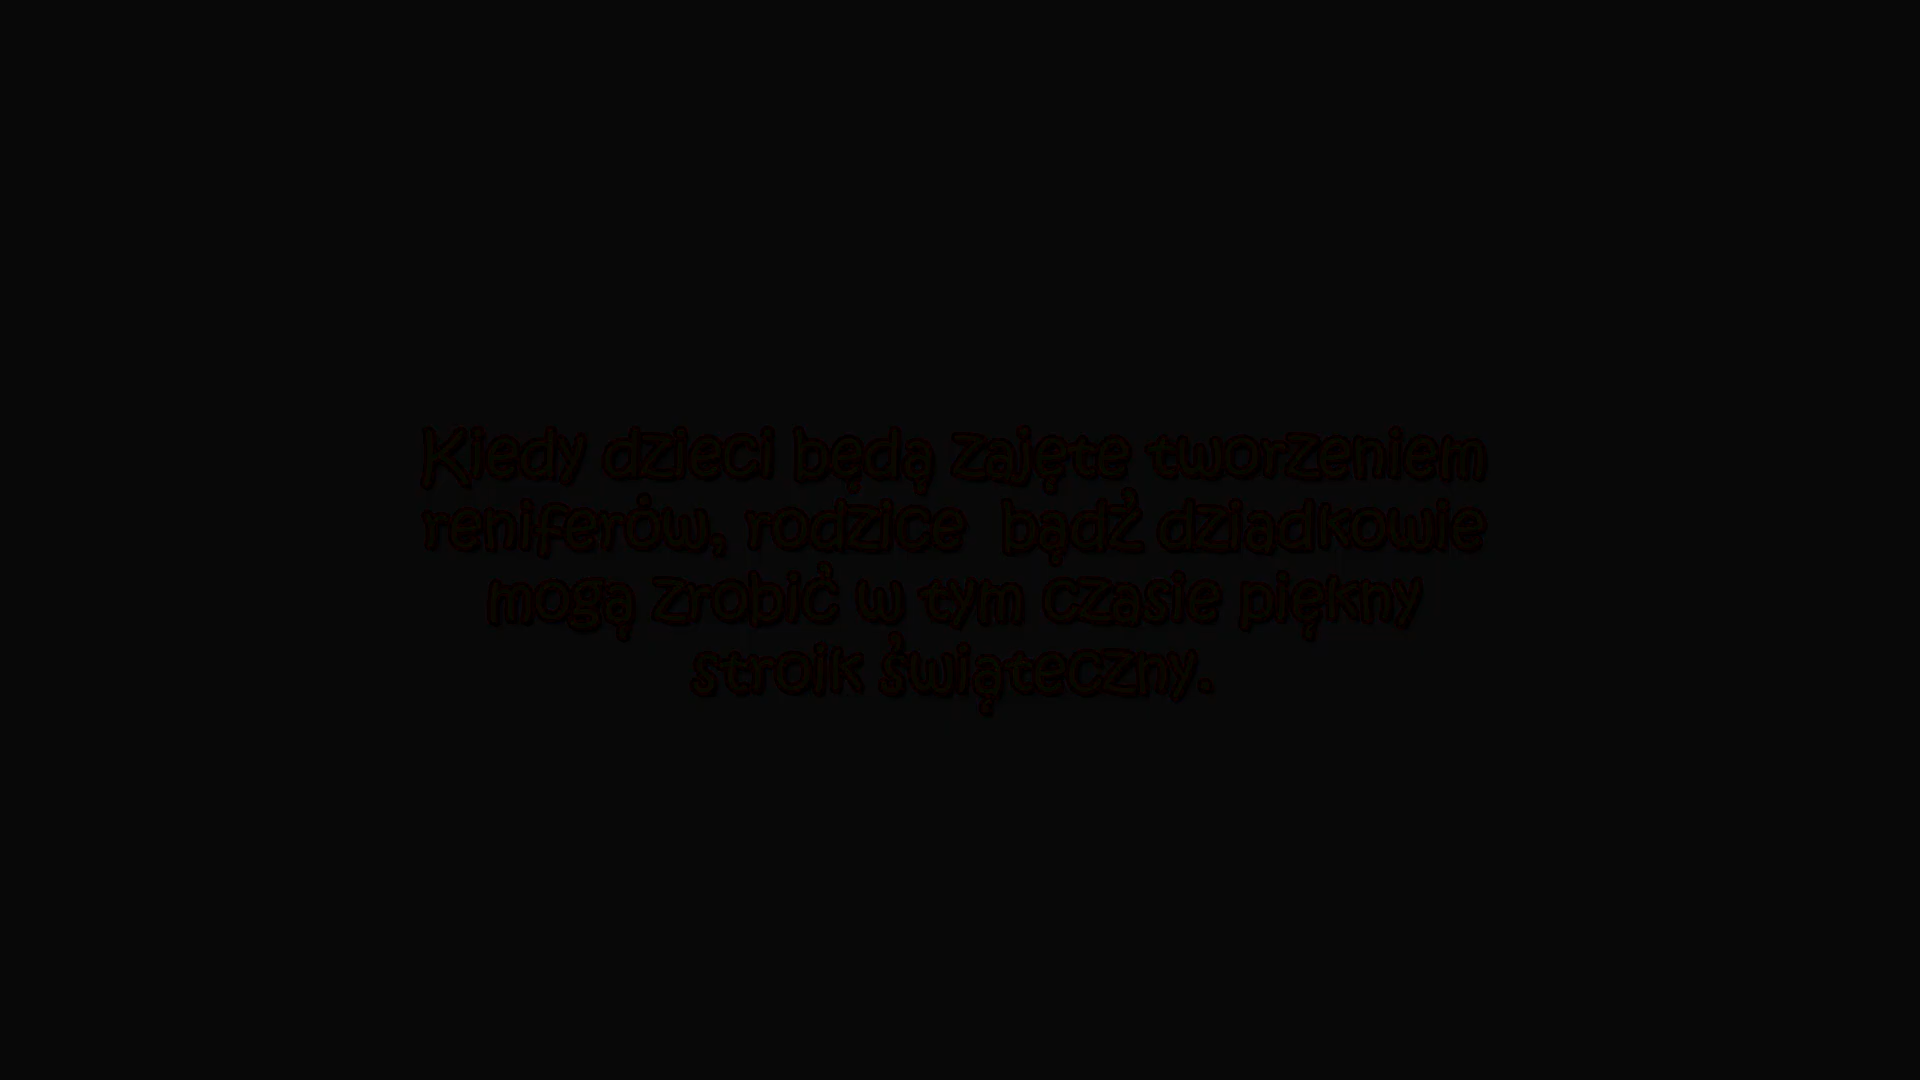 Kiedy dzieci będą zajęte tworzeniem
reniferów, rodzice  bądź dziadkowie
mogą zrobić w tym czasie piękny
stroik świąteczny.